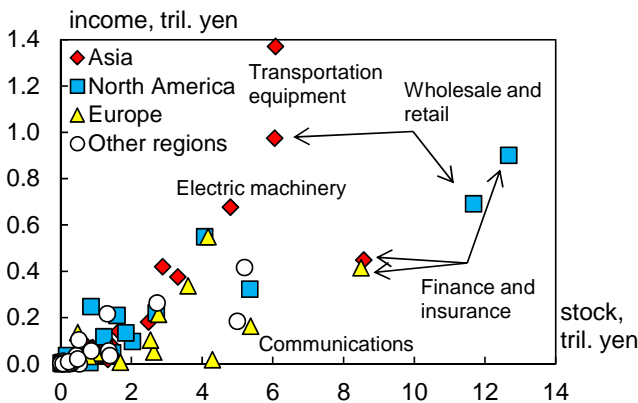 income, tril. yen
1.4
1.2
1.0
0.8
0.6
0.4
0.2
0.0
Asia
North America
Europe
Other regions
Transportation
equipment
Wholesale and
retail
Electric machinery
Finance and
insurance
Communications
stock,
tril. yen
0 2 4 6 8 10 12 14